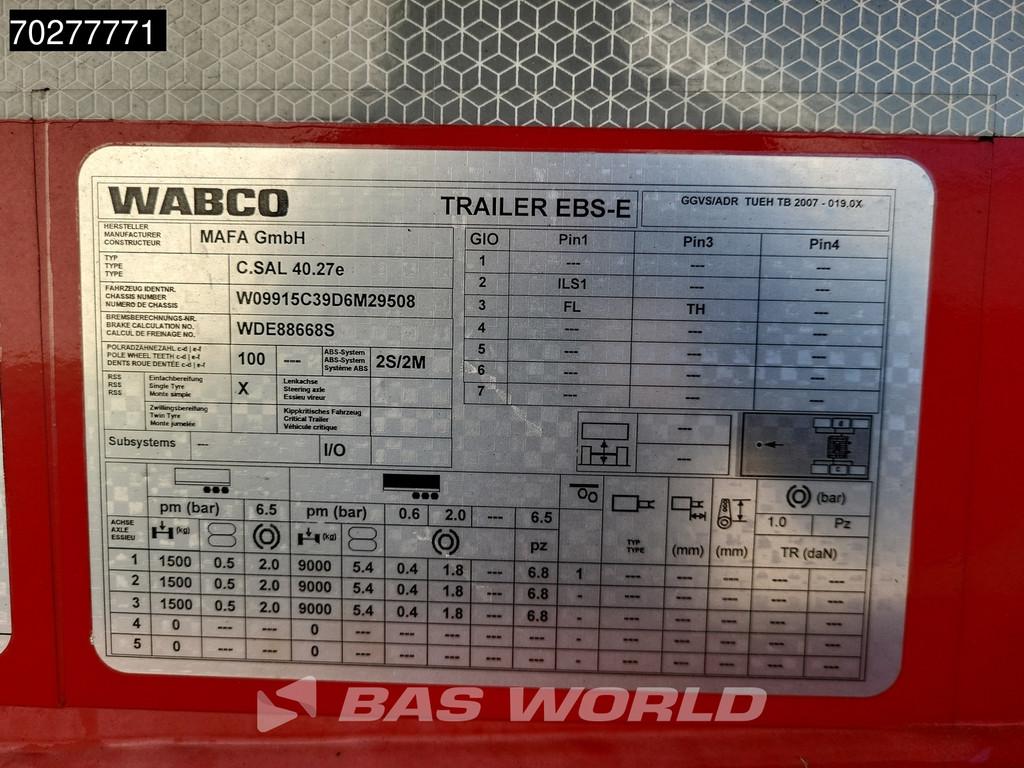 70277771
WABCO TRAILER EBS-E GGVS/ADR TUEH TB 2007 - 019.0X
HERSTELLER
MANUFACTURER
CONSTRUCTEUR
MAFA GmbH
TYP
TYPE
TYPE
C.SAL 40.27e
FAHRZEUG IDENTNR.
CHASSIS NUMBER
NUMERO DE CHASSIS
W09915C39D6M29508
BREMSBERECHNUNGS-NR.
BRAKE CALCULATION NO.
CALCUL DE FREINAGE NO.
WDE88668S
POLRADZÄHNEZAHL c-d | e-f
POLE WHEEL TEETH c-d | e-f
DENTS ROUE DENTÉE c-d | e-f
100 ---
ABS-System
ABS-System
Système ABS
2S/2M
RSS
RSS
RSS
Einfachbereifung
Single Tyre
Monte simple
X
Lenkachse
Steering axle
Essieu vireur
Zwillingsbereifung
Twin Tyre
Monte jumelée
Kippkritisches Fahrzeug
Critical Trailer
Véhicule critique
Subsystems --- I/O
GIO Pin1 Pin3 Pin4
1 --- --- ---
2 ILS1 --- ---
3 FL TH ---
4 --- --- ---
5 --- --- ---
6 --- --- ---
7 --- --- ---
---
---
d
c
pm (bar) 6.5 pm (bar) 0.6 2.0 --- 6.5
(bar)
1.0 Pz
ACHSE
AXLE
ESSIEU
(kg) (kg) pz
TYP
TYPE
(mm) (mm) TR (daN)
1 1500 0.5 2.0 9000 5.4 0.4 1.8 --- 6.8 1 --- --- --- --- ---
2 1500 0.5 2.0 9000 5.4 0.4 1.8 --- 6.8 - --- --- --- --- ---
3 1500 0.5 2.0 9000 5.4 0.4 1.8 --- 6.8 - --- --- --- --- ---
4 0 --- --- 0 --- --- --- --- --- - --- --- --- --- ---
5 0 --- --- 0 --- --- --- --- --- - --- --- --- --- ---
BAS WORLD